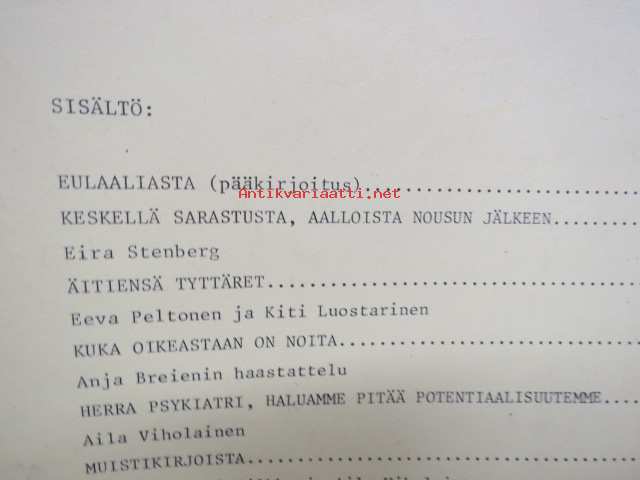 SISÄLTÖ:
EULAALIASTA (pääkirjoitus)...............
Antikvariaatti.net
KESKELLÄ SARASTUSTA, AALLOISTA NOUSUN JÄLKEEN.........
Eira Stenberg
ÄITIENSÄ TYTTÄRET.............................
Eeva Peltonen ja Kiti Luostarinen
KUKA OIKEASTAAN ON NOITA.........................
Anja Breienin haastattelu
HERRA PSYKIATRI, HALUAMME PITÄÄ POTENTIAALISUUTEMME....
Aila Viholainen
MUISTIKIRJOISTA.................................